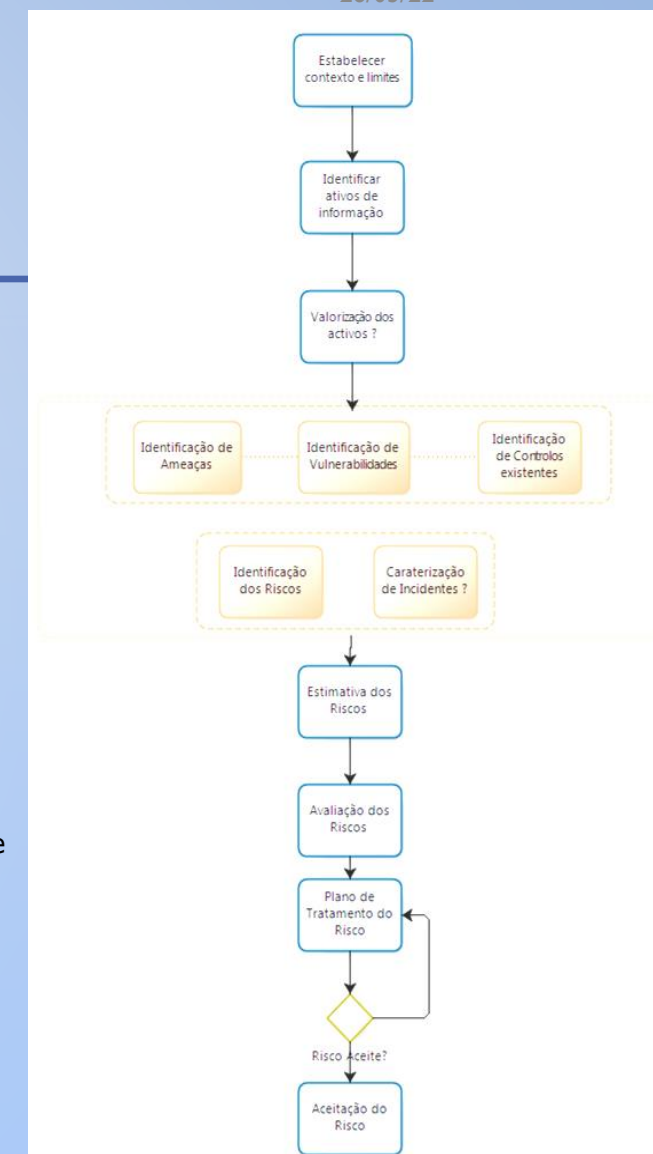 Estabelecer
contexto e limites
Identificar
ativos de
informação
Valorização dos
activos ?
Identificação de
Ameaças
Identificação de
Vulnerabilidades
Identificação
de Controlos
existentes
Identificação
dos Riscos
Caraterização
de Incidentes ?
Estimativa dos
Riscos
Avaliação dos
Riscos
e
Plano de
Tratamento do
Risco
Risco Aceite?
Aceitação do
Risco